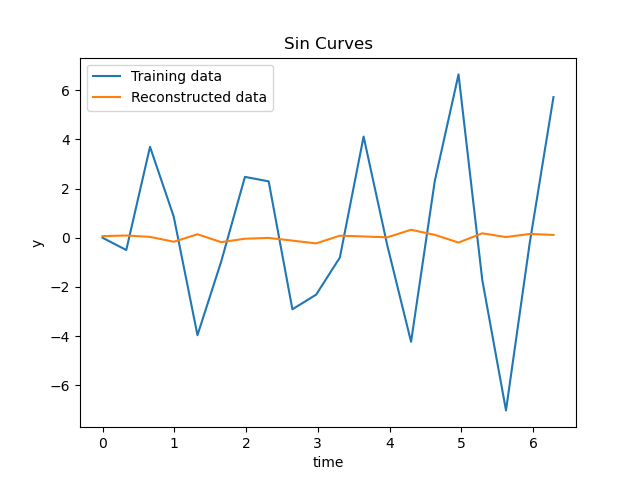 Sin Curves
Training data
Reconstructed data
6
4
2
0
−2
−4
−6
y
0 1 2 3 4 5 6
time